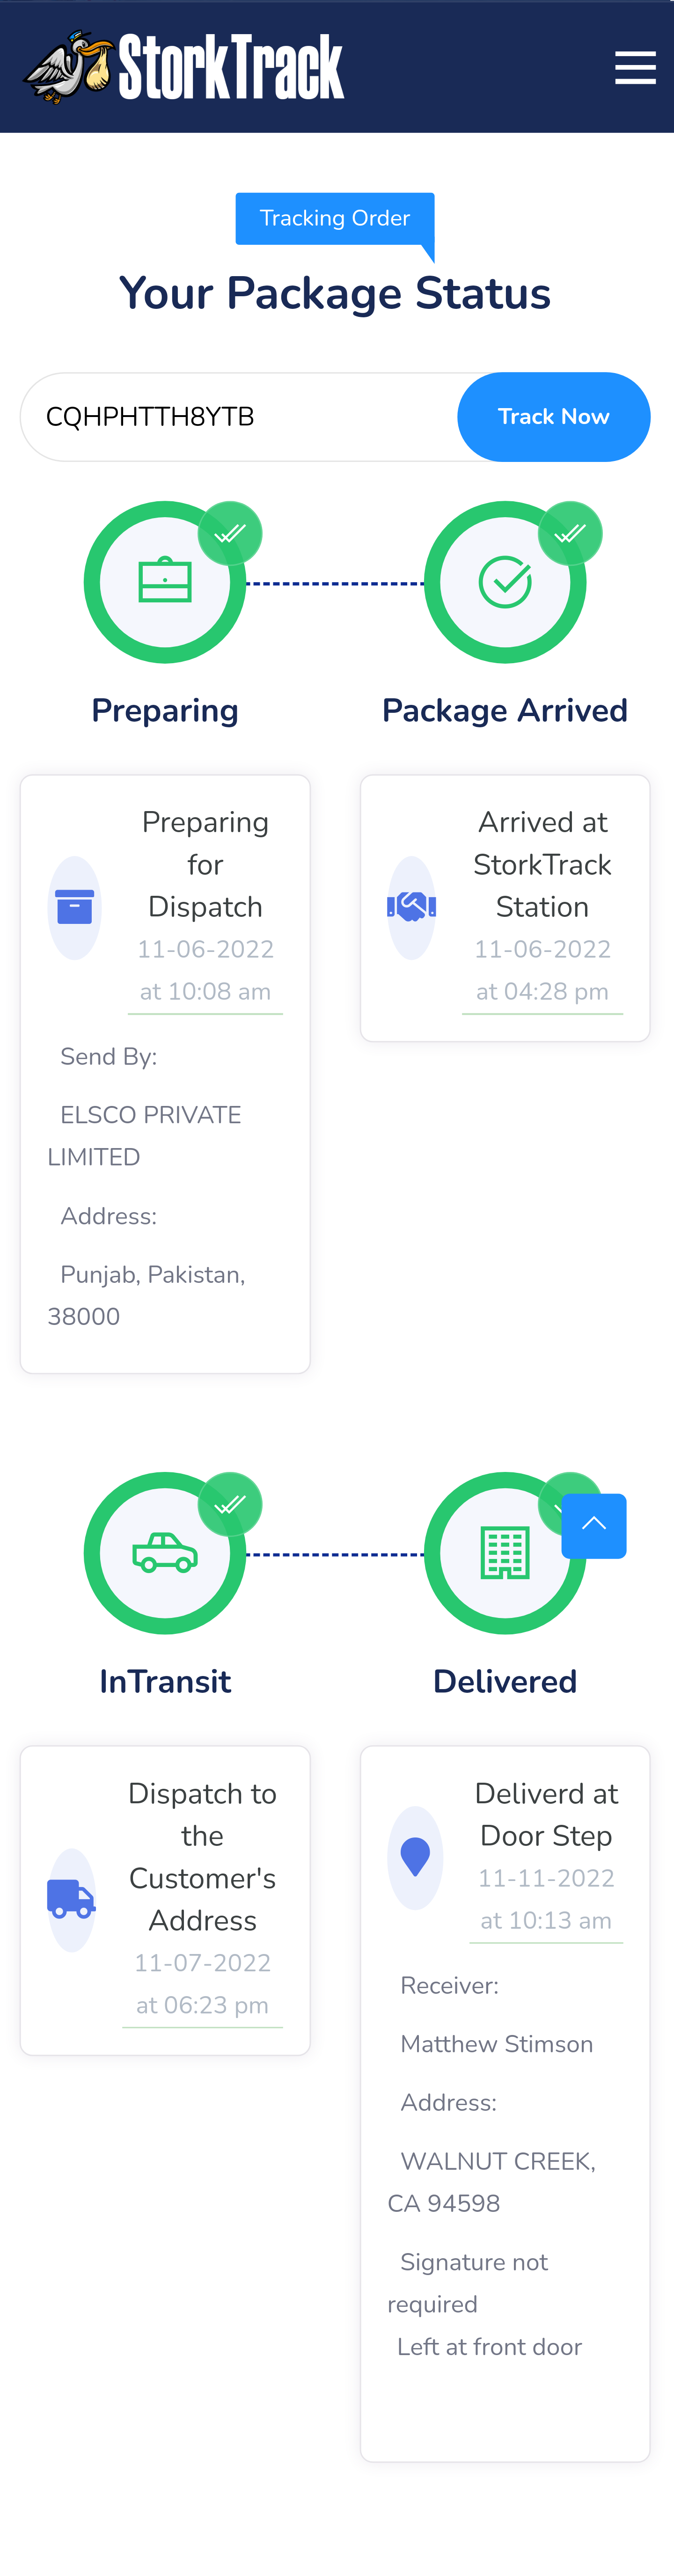 StorkTrack
Tracking Order
Your Package Status
CQHPHTTH8YTB
Track Now
Preparing
Package Arrived
Preparing
for
Dispatch
11-06-2022
at 10:08 am
Send By:
ELSCO PRIVATE
LIMITED
Address:
Punjab, Pakistan,
38000
Arrived at
StorkTrack
Station
11-06-2022
at 04:28 pm
InTransit
Delivered
Dispatch to
the
Customer's
Address
11-07-2022
at 06:23 pm
Deliverd at
Door Step
11-11-2022
at 10:13 am
Receiver:
Matthew Stimson
Address:
WALNUT CREEK,
CA 94598
Signature not
required
Left at front door